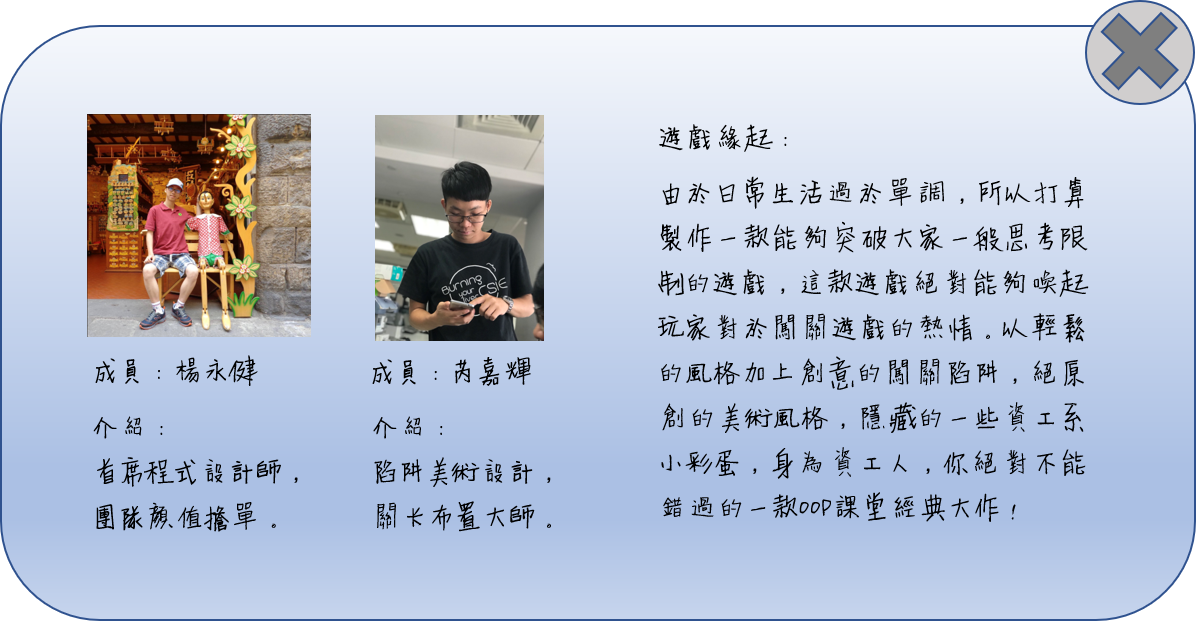 成員：楊永健
介紹：
首席程式設計師，
團隊顏值擔單。
Burning
your
CSIE
成員：芮嘉輝
介紹：
陷阱美術設計，
關卡布置大師。
遊戲緣起：
由於日常生活過於單調，所以打算
製作一款能夠突破大家一般思考限
制的遊戲，這款遊戲絕對能夠喚起
玩家對於闖關遊戲的熱情。以輕鬆
的風格加上創意的闖關陷阱，絕原
創的美術風格，隱藏的一些資工系
小彩蛋，身為資工人，你絕對不能
錯過的一款OOP課堂經典大作！